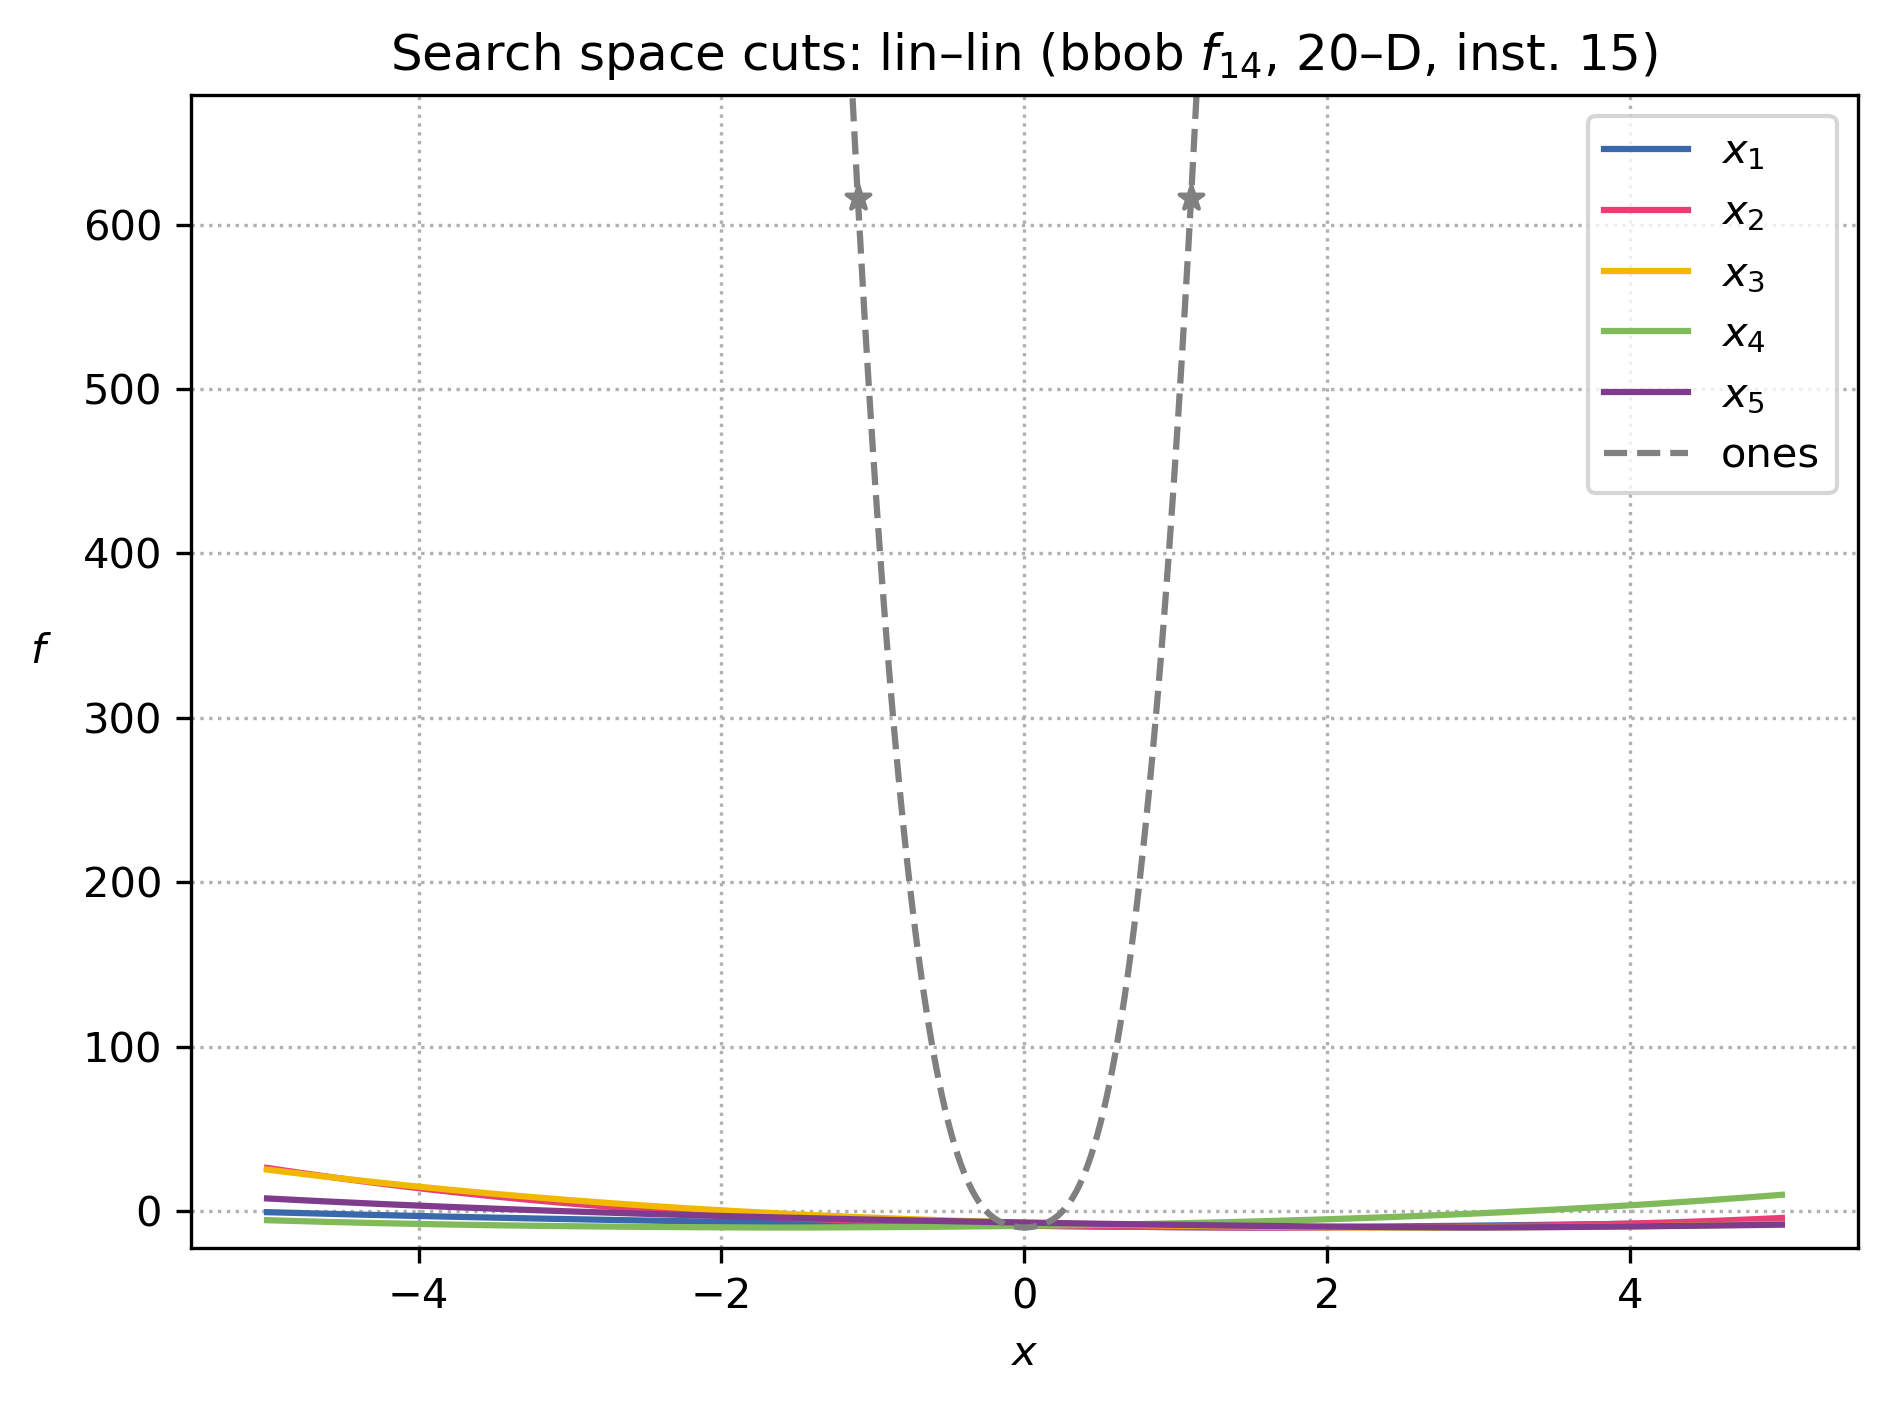 Search space cuts: lin–lin (bbob f₁₄, 20–D, inst. 15)
x₁
x₂
x₃
x₄
x₅
ones
600
500
400
300
200
100
0
f
−4 −2 0 2 4
x